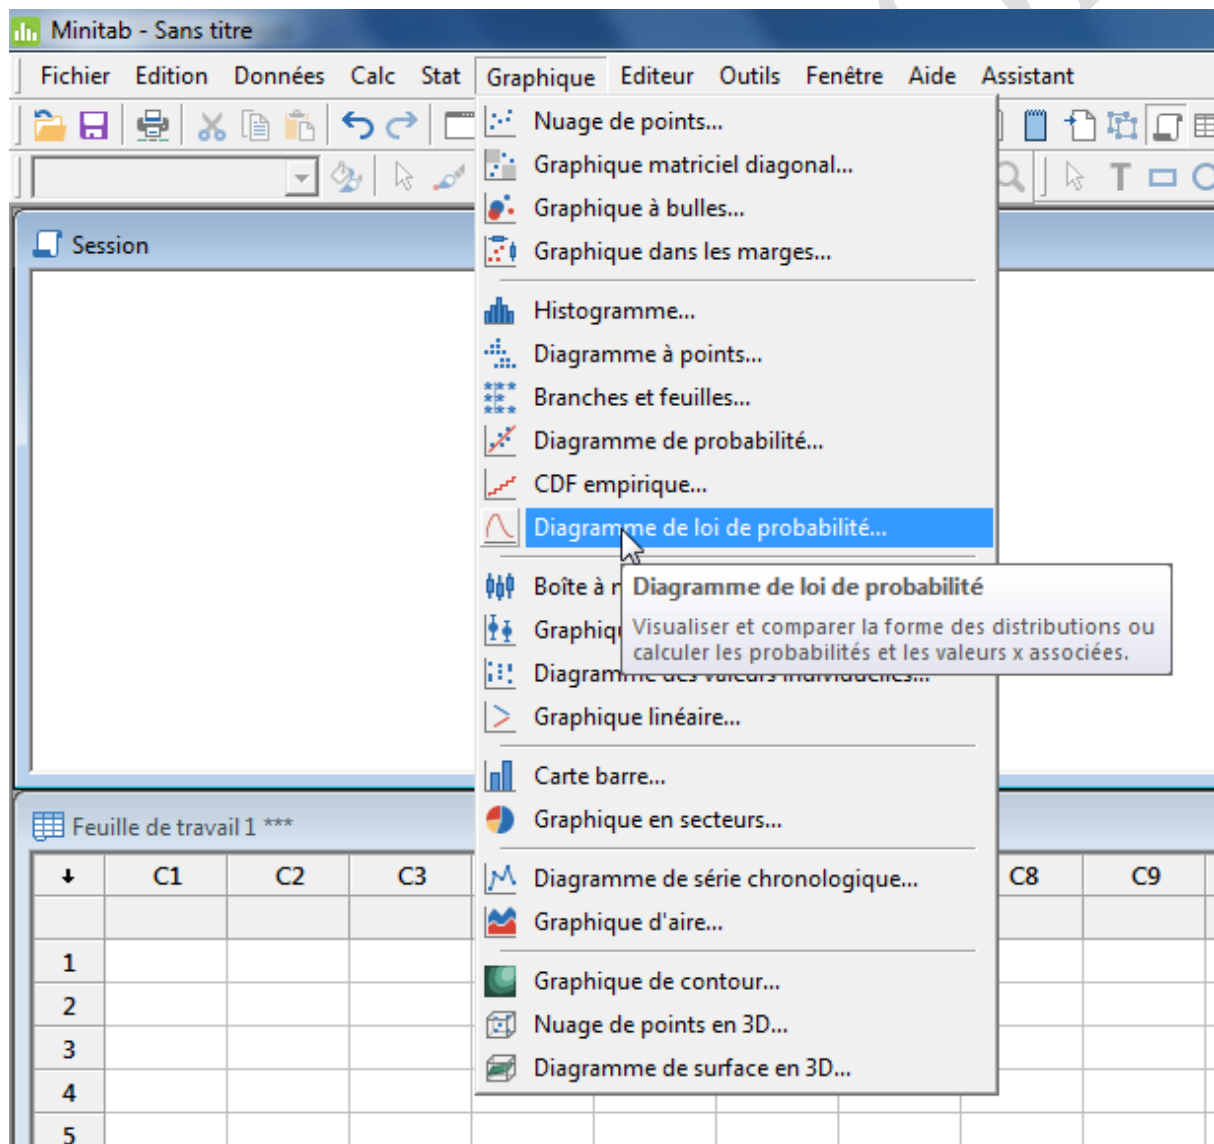 Minitab - Sans titre
Fichier Edition Données Calc Stat Graphique Editeur Outils Fenêtre Aide Assistant
Nuage de points...
Graphique matriciel diagonal...
T
Graphique à bulles...
Session
Graphique dans les marges...
Histogramme...
Diagramme à points...
Branches et feuilles...
Diagramme de probabilité...
CDF empirique...
Diagramme de loi de probabilité...
Boîte à
Diagramme de loi de probabilité
Visualiser et comparer la forme des distributions ou
calculer les probabilités et les valeurs x associées.
Diagramme des valeurs individuelles...
Graphique linéaire...
Carte barre...
Graphique en secteurs...
Feuille de travail 1 ***
C1 C2 C3 C8 C9
Diagramme de série chronologique...
Graphique d'aire...
1
Graphique de contour...
2
Nuage de points en 3D...
3
Diagramme de surface en 3D...
4
5